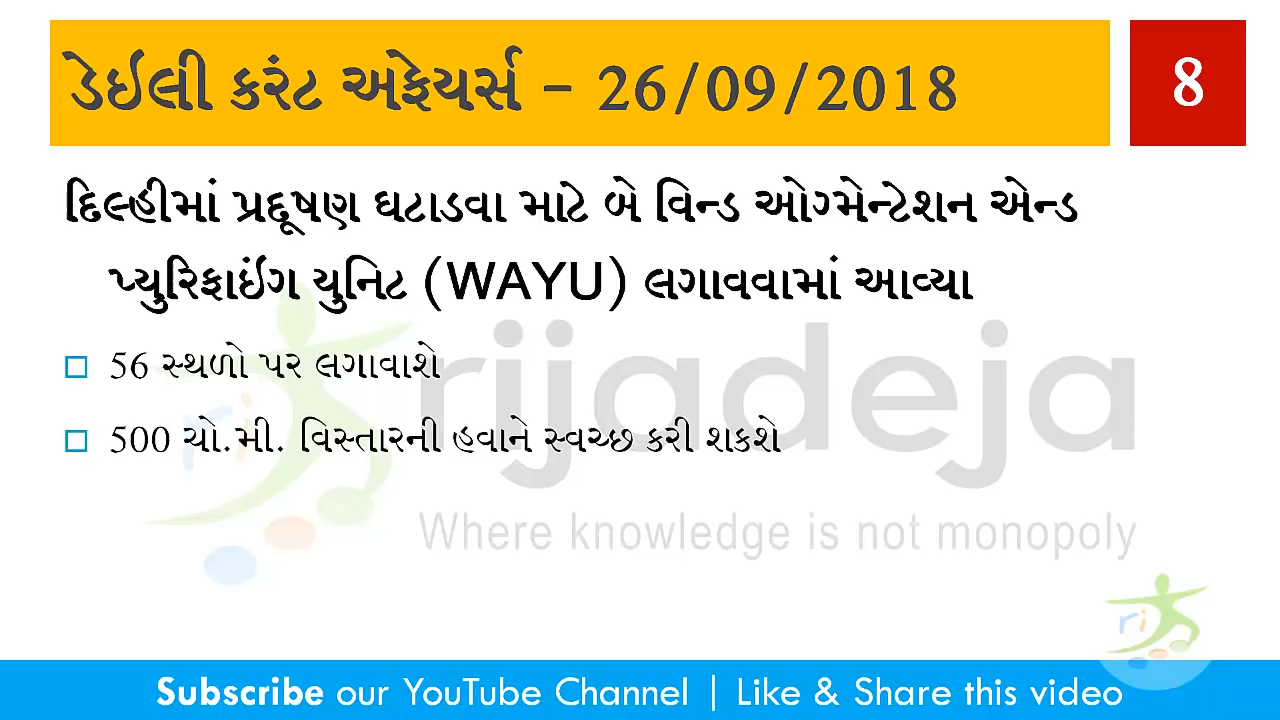 ડેઈલી કરંટ અફેયર્સ – 26/09/2018
8
દિલ્હીમાં પ્રદૂષણ ઘટાડવા માટે બે વિન્ડ ઓગ્મેન્ટેશન એન્ડ
પ્યુરિફાઇંગ યુનિટ (WAYU) લગાવવામાં આવ્યા
56 સ્થળો પર લગાવાશે
500 ચો.મી. વિસ્તારની હવાને સ્વચ્છ કરી શકશે
rijadeja
Where knowledge is not monopoly
ri
Subscribe our YouTube Channel | Like & Share this video